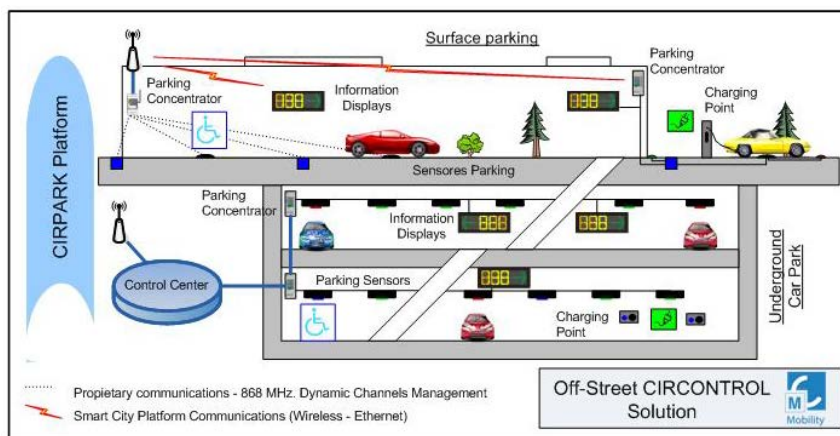 Surface parking
Parking
Concentrator
Parking
Concentrator
Information
Displays
Charging
Point
CIRPARK Platform
Sensores Parking
Parking
Concentrator
Information
Displays
Control Center
Parking Sensors
Charging
Point
Underground
Car Park
Propietary communications - 868 MHz. Dynamic Channels Management
Smart City Platform Communications (Wireless - Ethernet)
Off-Street CIRCONTROL
Solution
M
Mobility